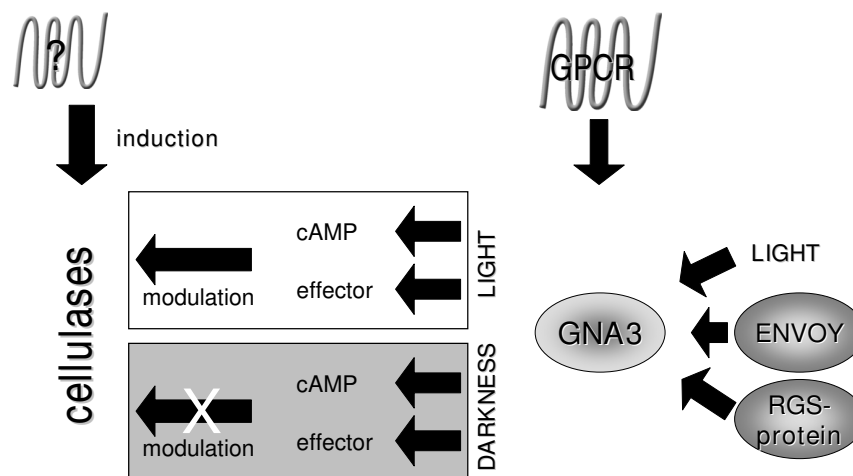 ?
GPCR
induction
cellulases
cAMP
effector
modulation
LIGHT
X
cAMP
effector
modulation
DARKNESS
LIGHT
GNA3
ENVOY
RGS-
protein